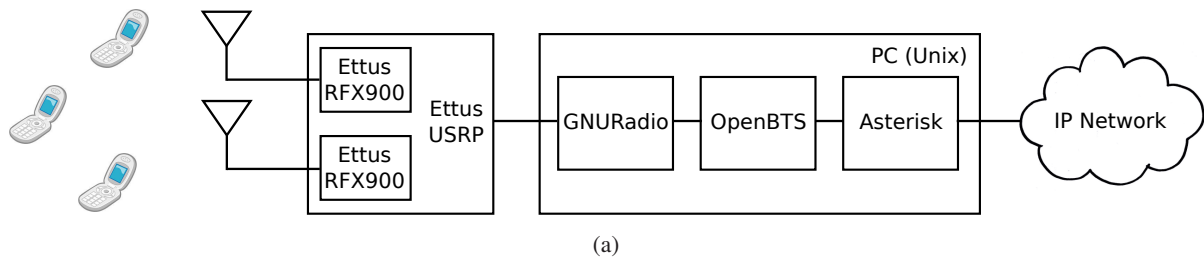 Ettus
RFX900
Ettus
RFX900
Ettus
USRP
PC (Unix)
GNURadio
OpenBTS
Asterisk
IP Network
(a)